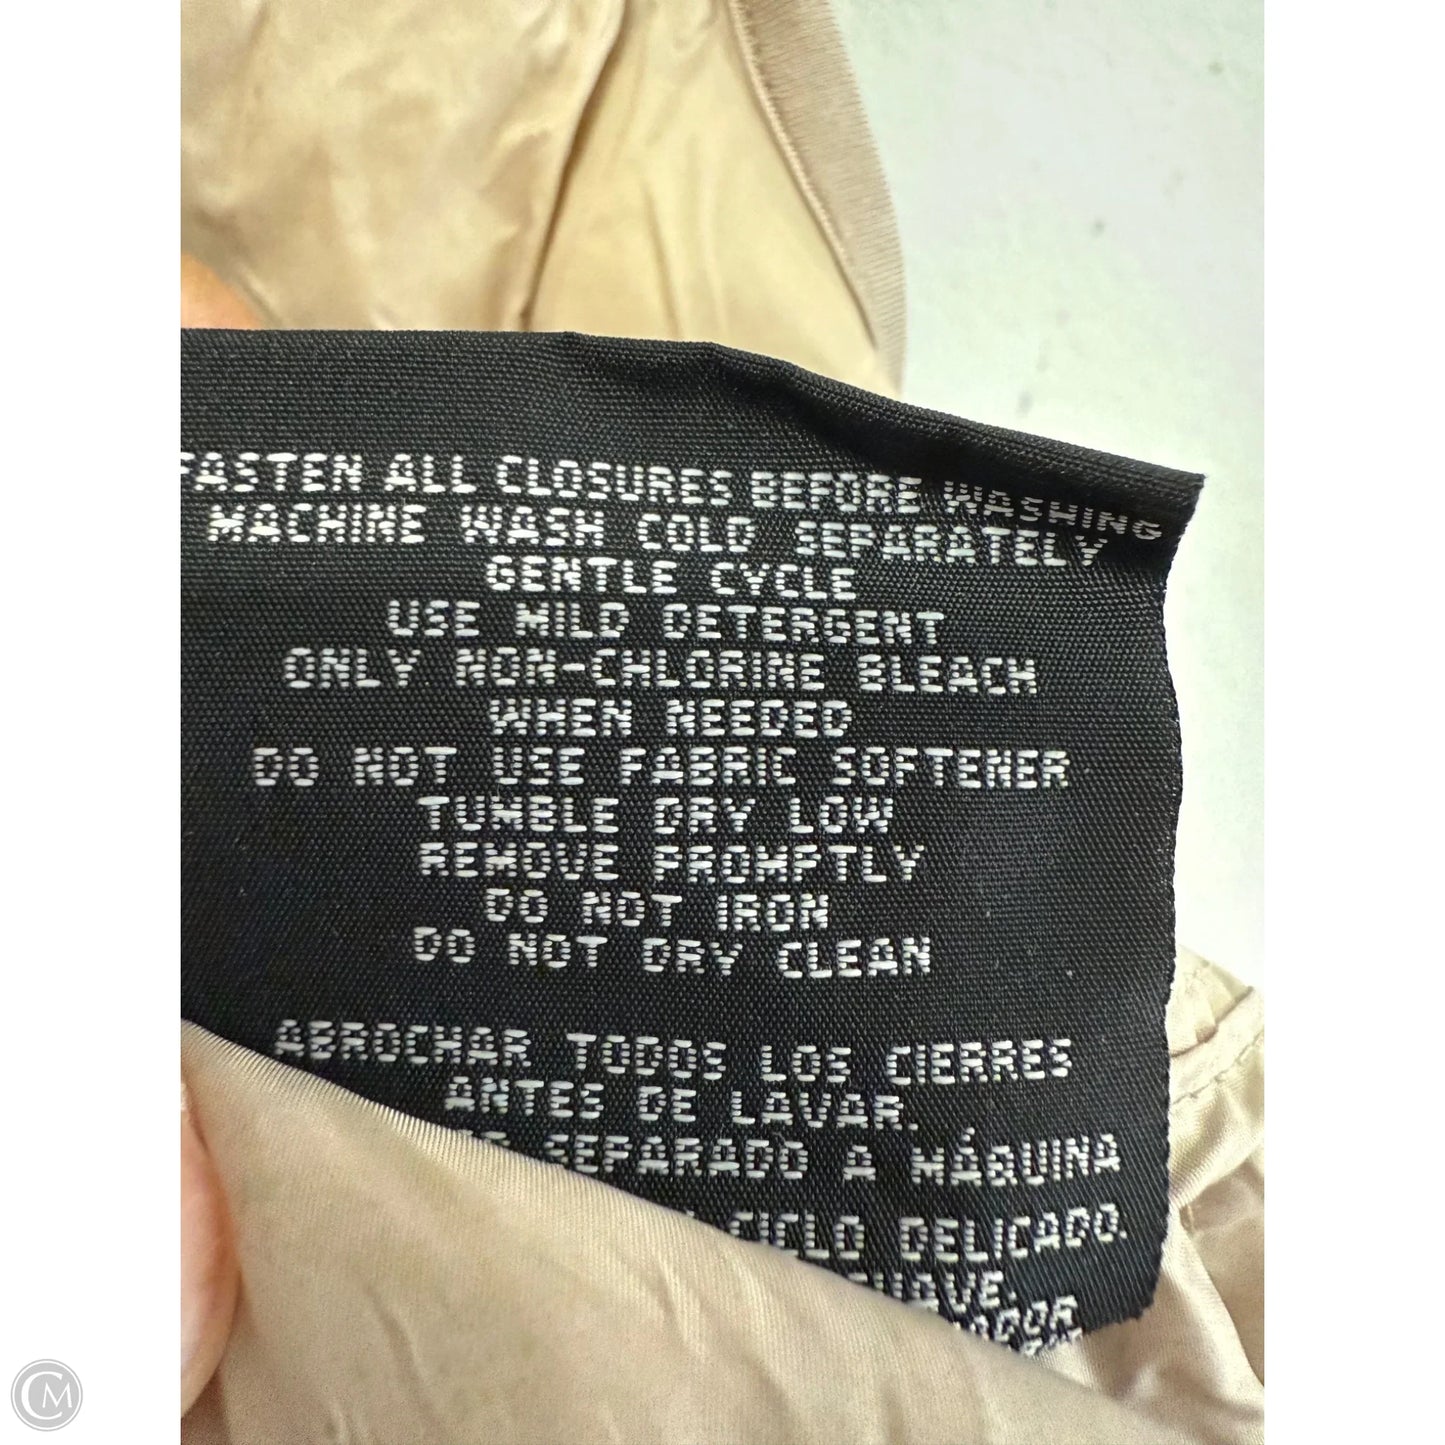 FASTEN ALL CLOSURES BEFORE WASHING
MACHINE WASH COLD SEPARATELY
GENTLE CYCLE
USE MILD DETERGENT
ONLY NON-CHLORINE BLEACH
WHEN NEEDED
DO NOT USE FABRIC SOFTENER
TUMBLE DRY LOW
REMOVE PROMPTLY
DO NOT IRON
DO NOT DRY CLEAN
ABROCHAR TODOS LOS CIERRES
ANTES DE LAVAR.
SEPARADO A MÁQUINA
CICLO DELICADO.
CM